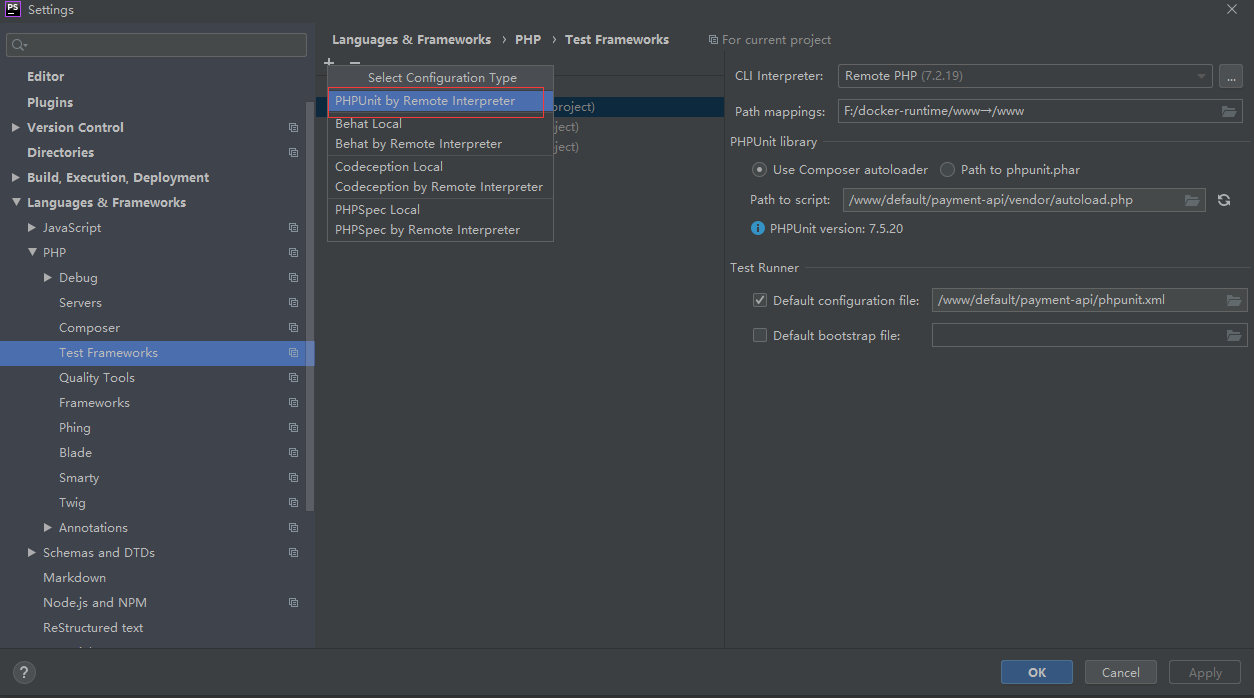 PS Settings
Languages & Frameworks › PHP › Test Frameworks For current project
Editor
Plugins
Version Control
Directories
Build, Execution, Deployment
Languages & Frameworks
JavaScript
PHP
Debug
Servers
Composer
Test Frameworks
Quality Tools
Frameworks
Phing
Blade
Smarty
Twig
Annotations
Schemas and DTDs
Markdown
Node.js and NPM
ReStructured text
Select Configuration Type
PHPUnit by Remote Interpreter
Behat Local
Behat by Remote Interpreter
Codeception Local
Codeception by Remote Interpreter
PHPSpec Local
PHPSpec by Remote Interpreter
project)
ject)
ject)
CLI Interpreter: Remote PHP (7.2.19) ...
Path mappings: F:/docker-runtime/www→/www
PHPUnit library
Use Composer autoloader Path to phpunit.phar
Path to script: /www/default/payment-api/vendor/autoload.php
PHPUnit version: 7.5.20
Test Runner
Default configuration file: /www/default/payment-api/phpunit.xml
Default bootstrap file:
? OK Cancel Apply